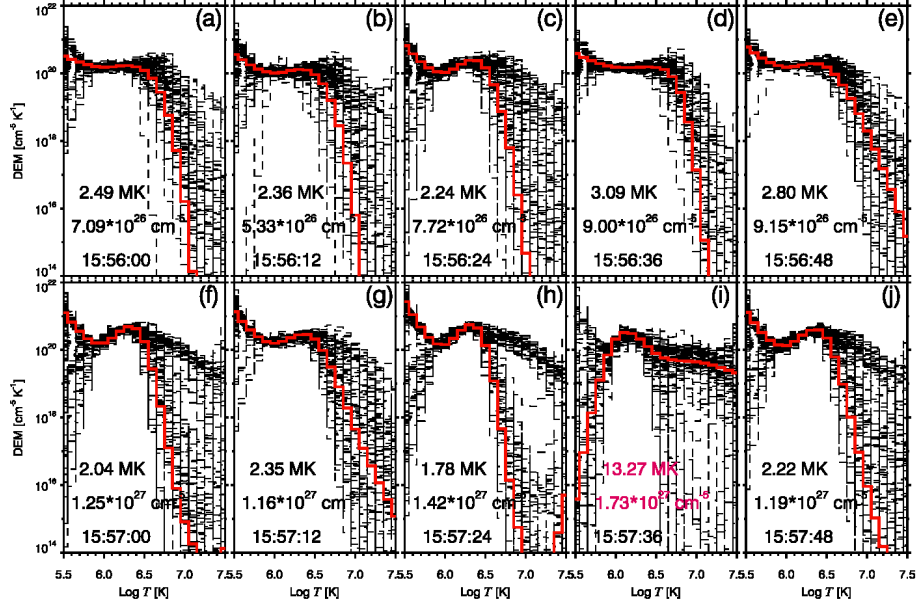 (a) (b) (c) (d) (e)
10^22
10^20
10^18
10^16
10^14
DEM [cm^-5 K^-1]
2.49 MK 2.36 MK 2.24 MK 3.09 MK 2.80 MK
7.09*10^26 cm^-5 5.33*10^26 cm^-5 7.72*10^26 cm^-5 9.00*10^26 cm^-5 9.15*10^26 cm^-5
15:56:00 15:56:12 15:56:24 15:56:36 15:56:48
(f) (g) (h) (i) (j)
10^22
10^20
10^18
10^16
10^14
DEM [cm^-5 K^-1]
2.04 MK 2.35 MK 1.78 MK 13.27 MK 2.22 MK
1.25*10^27 cm^-5 1.16*10^27 cm^-5 1.42*10^27 cm^-5 1.73*10^27 cm^-5 1.19*10^27 cm^-5
15:57:00 15:57:12 15:57:24 15:57:36 15:57:48
5.5 6.0 6.5 7.0 7.5.5 6.0 6.5 7.0 7.5.5 6.0 6.5 7.0 7.5.5 6.0 6.5 7.0 7.5.5 6.0 6.5 7.0 7.5
Log T [K] Log T [K] Log T [K] Log T [K] Log T [K]